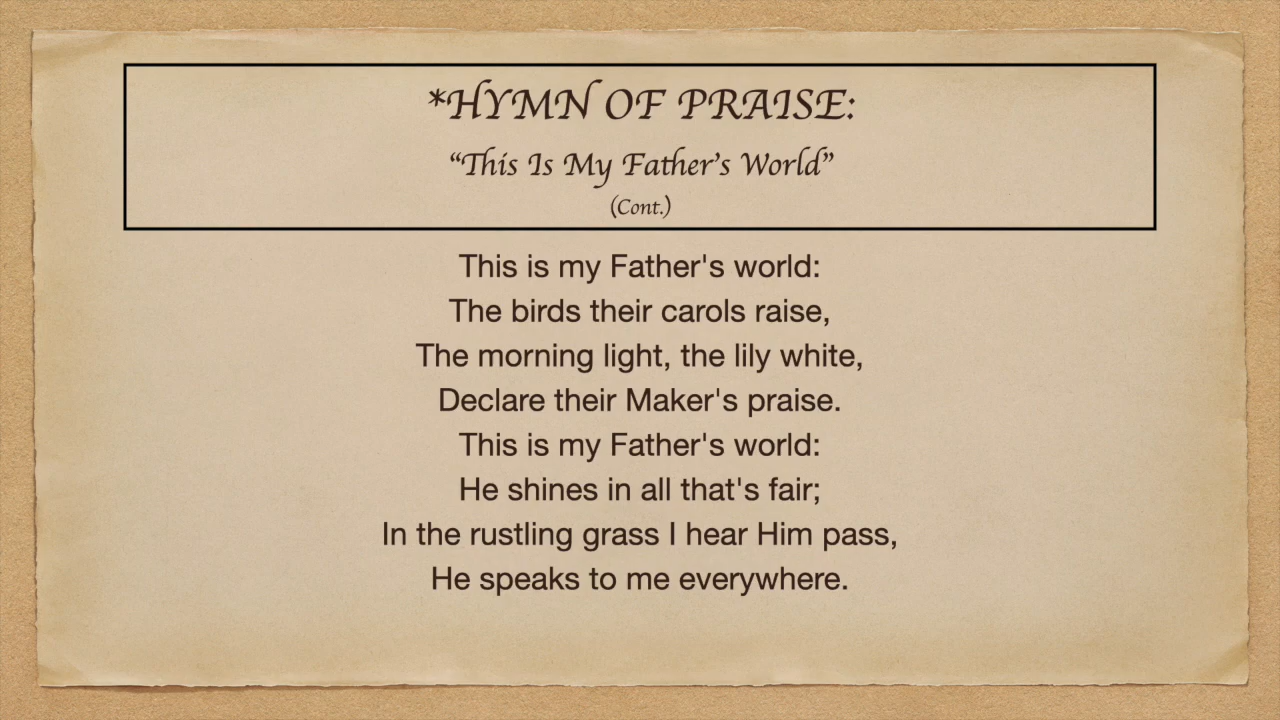 *HYMN OF PRAISE:
“This Is My Father’s World”
(Cont.)
This is my Father's world:
The birds their carols raise,
The morning light, the lily white,
Declare their Maker's praise.
This is my Father's world:
He shines in all that's fair;
In the rustling grass I hear Him pass,
He speaks to me everywhere.